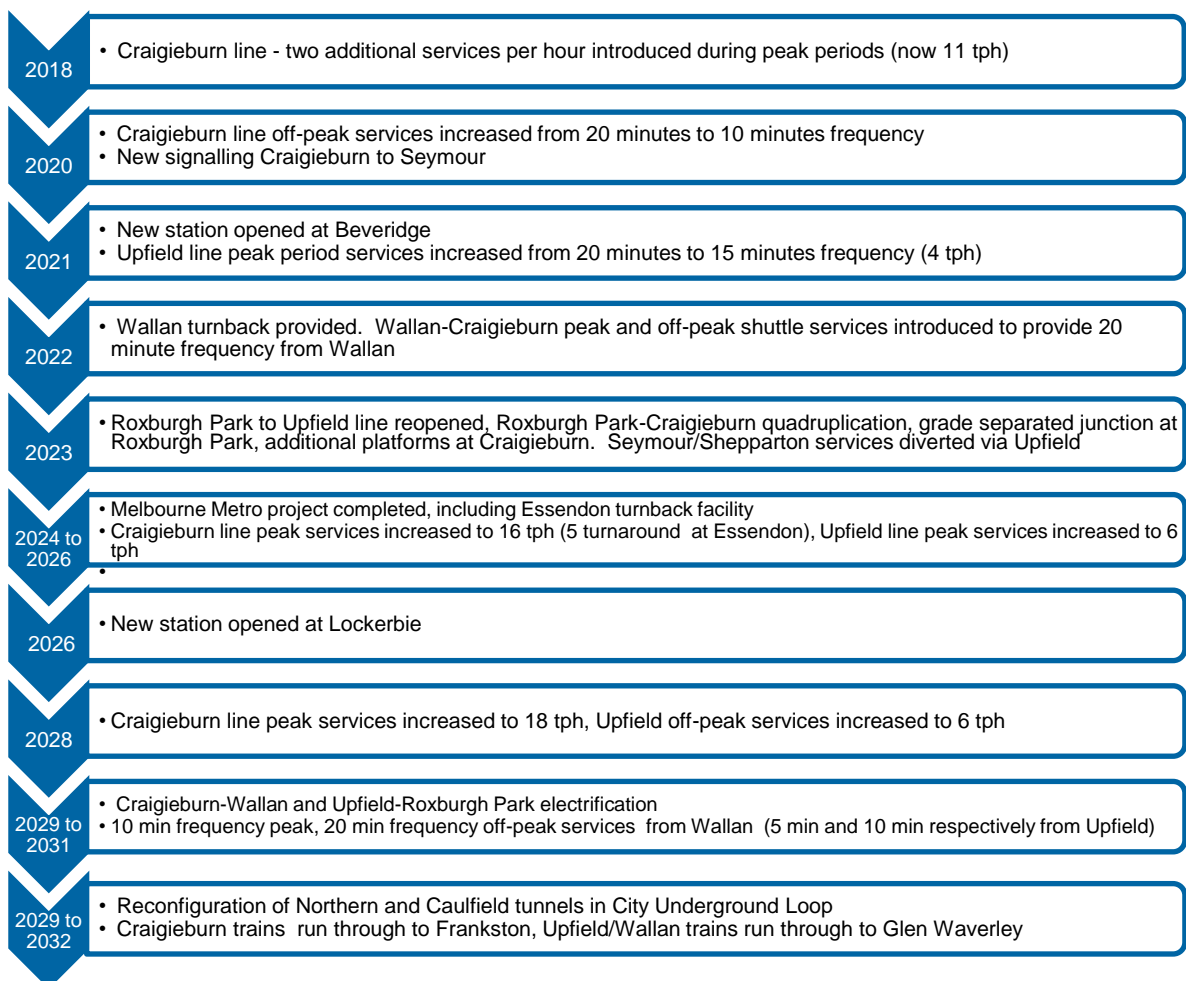 2018
• Craigieburn line - two additional services per hour introduced during peak periods (now 11 tph)
2020
• Craigieburn line off-peak services increased from 20 minutes to 10 minutes frequency
• New signalling Craigieburn to Seymour
2021
• New station opened at Beveridge
• Upfield line peak period services increased from 20 minutes to 15 minutes frequency (4 tph)
2022
• Wallan turnback provided. Wallan-Craigieburn peak and off-peak shuttle services introduced to provide 20
minute frequency from Wallan
2023
• Roxburgh Park to Upfield line reopened, Roxburgh Park-Craigieburn quadruplication, grade separated junction at
Roxburgh Park, additional platforms at Craigieburn. Seymour/Shepparton services diverted via Upfield
2024 to
2026
• Melbourne Metro project completed, including Essendon turnback facility
• Craigieburn line peak services increased to 16 tph (5 turnaround at Essendon), Upfield line peak services increased to 6
tph
•
2026
• New station opened at Lockerbie
2028
• Craigieburn line peak services increased to 18 tph, Upfield off-peak services increased to 6 tph
2029 to
2031
• Craigieburn-Wallan and Upfield-Roxburgh Park electrification
• 10 min frequency peak, 20 min frequency off-peak services from Wallan (5 min and 10 min respectively from Upfield)
2029 to
2032
• Reconfiguration of Northern and Caulfield tunnels in City Underground Loop
• Craigieburn trains run through to Frankston, Upfield/Wallan trains run through to Glen Waverley